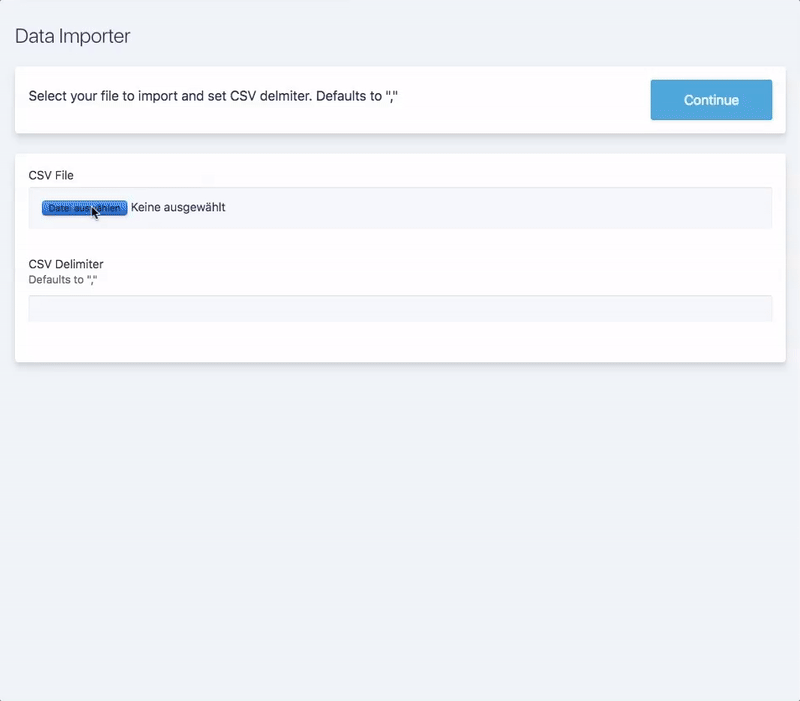 Data Importer
Select your file to import and set CSV delmiter. Defaults to ","
Continue
CSV File
Datei auswählen Keine ausgewählt
CSV Delimiter
Defaults to ","